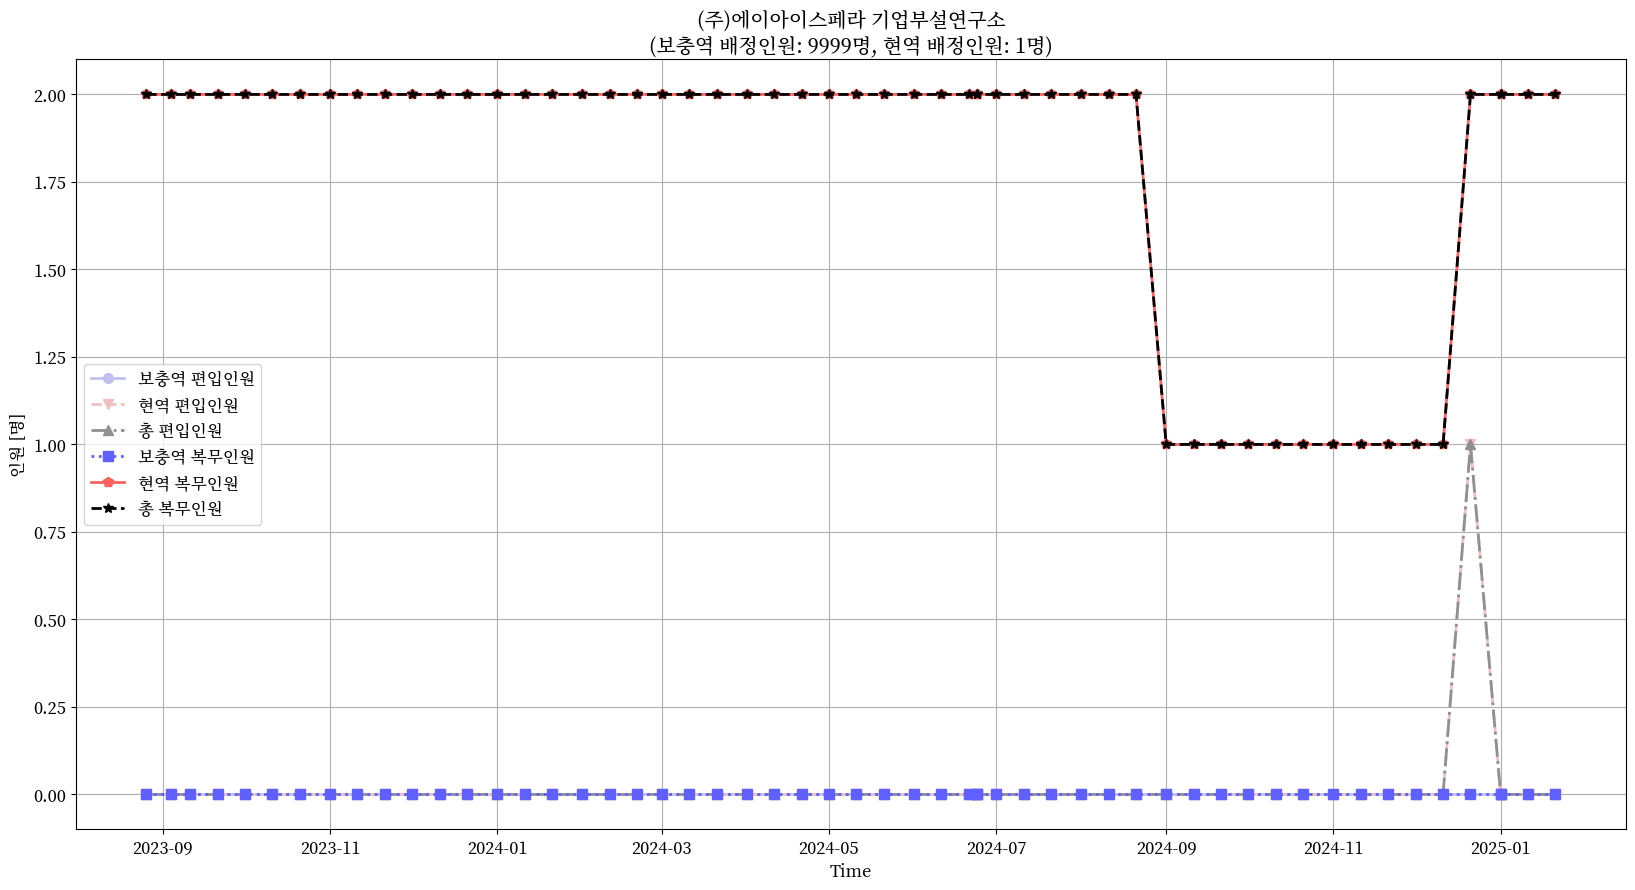 (주)에이아이스페라 기업부설연구소
(보충역 배정인원: 9999명, 현역 배정인원: 1명)
인원 [명]
2.00
1.75
1.50
1.25
1.00
0.75
0.50
0.25
0.00
보충역 편입인원
현역 편입인원
총 편입인원
보충역 복무인원
현역 복무인원
총 복무인원
2023-09
2023-11
2024-01
2024-03
2024-05
2024-07
2024-09
2024-11
2025-01
Time